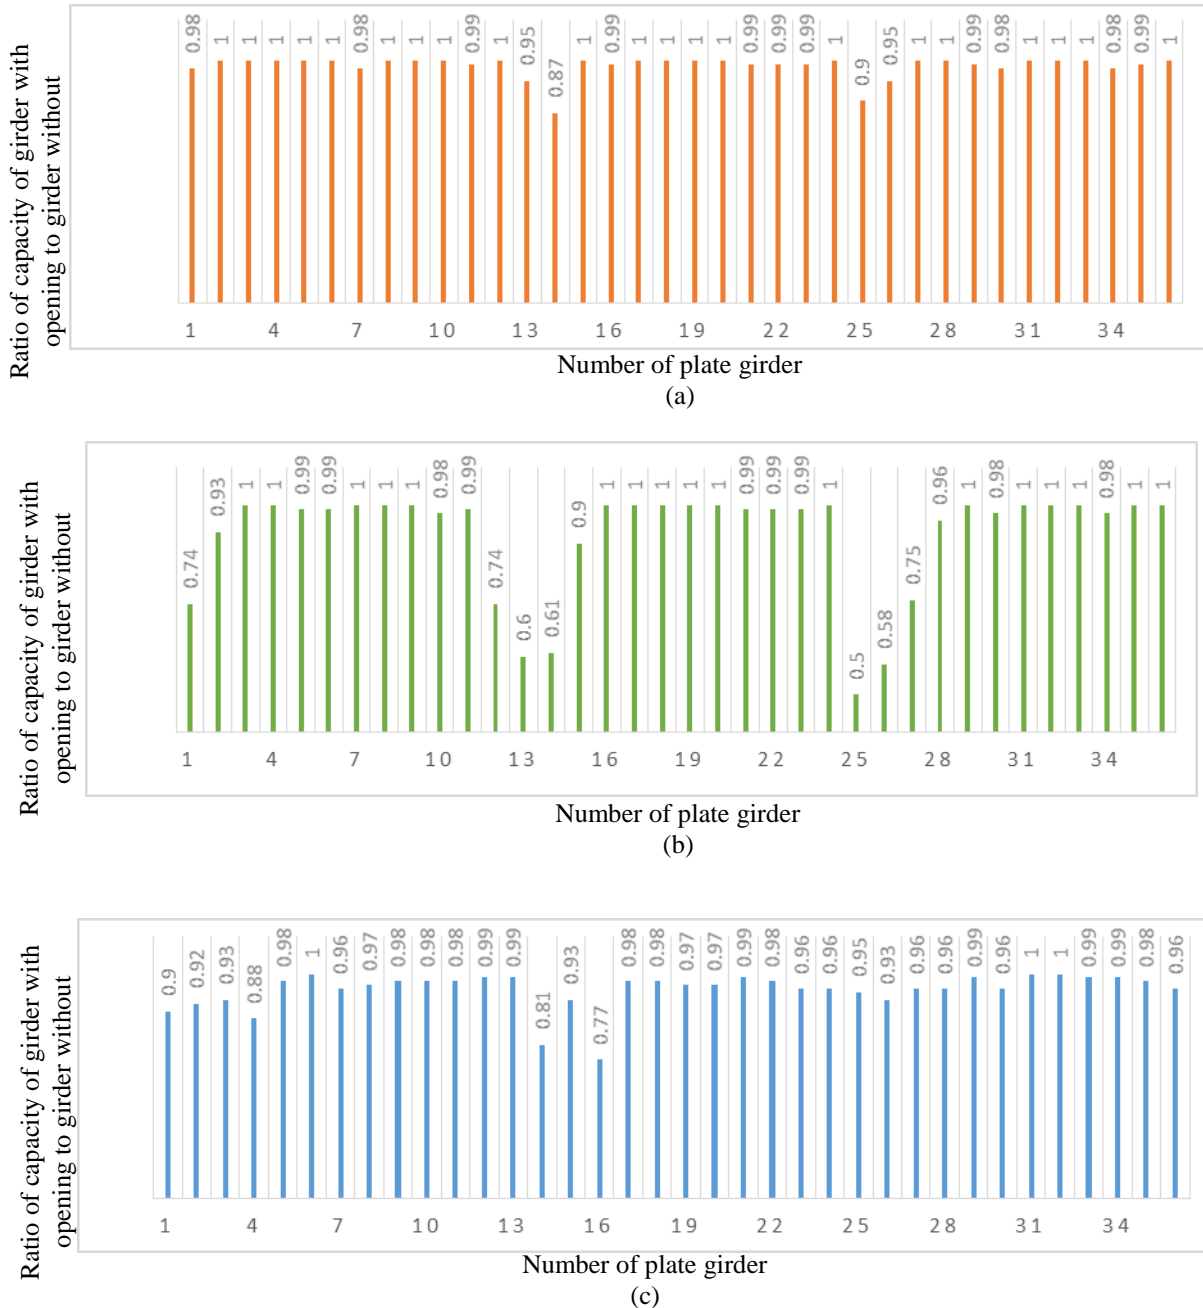 Ratio of capacity of girder with
opening to girder without
0.98 1 1 1 1 1 0.98 1 1 1 0.99 1 0.95 0.87 1 0.99 1 1 1 1 0.99 0.99 0.99 1 0.9 0.95 1 1 0.99 0.98 1 1 1 0.98 0.99 1
1 4 7 10 13 16 19 22 25 28 31 34
Number of plate girder
(a)
Ratio of capacity of girder with
opening to girder without
0.74 0.93 1 1 0.99 0.99 1 1 1 0.98 0.99 0.74 0.6 0.61 0.9 1 1 1 1 1 0.99 0.99 0.99 1 0.5 0.58 0.75 0.96 1 0.98 1 1 1 0.98 1 1
1 4 7 10 13 16 19 22 25 28 31 34
Number of plate girder
(b)
Ratio of capacity of girder with
opening to girder without
0.9 0.92 0.93 0.88 0.98 1 0.96 0.97 0.98 0.98 0.98 0.99 0.99 0.81 0.93 0.77 0.98 0.98 0.97 0.97 0.99 0.98 0.96 0.96 0.95 0.93 0.96 0.96 0.99 0.96 1 1 0.99 0.99 0.98 0.96
1 4 7 10 13 16 19 22 25 28 31 34
Number of plate girder
(c)